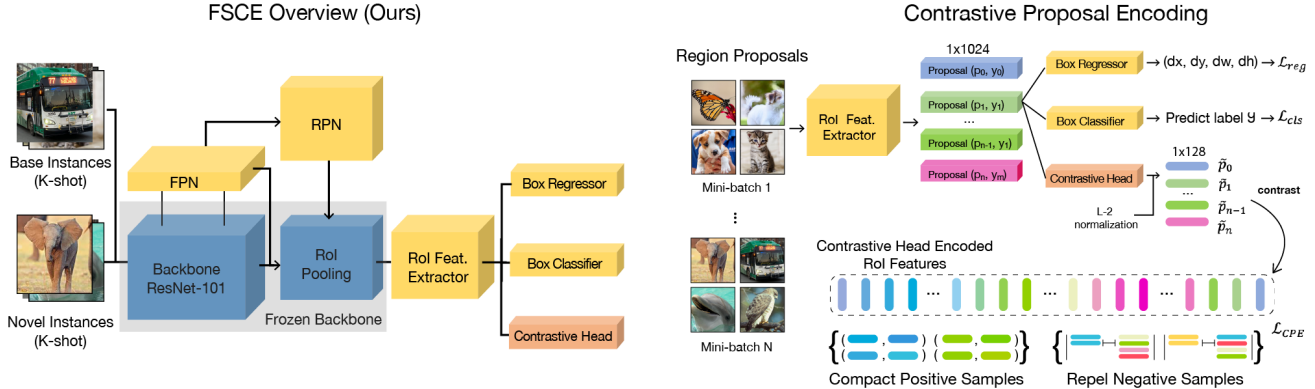 FSCE Overview (Ours)
Base Instances
(K-shot)
Novel Instances
(K-shot)
FPN
RPN
Backbone
ResNet-101
RoI
Pooling
Frozen Backbone
RoI Feat.
Extractor
Box Regressor
Box Classifier
Contrastive Head
Contrastive Proposal Encoding
Region Proposals
Mini-batch 1
⋮
Mini-batch N
RoI Feat.
Extractor
1x1024
Proposal (p₀, y₀)
Proposal (p₁, y₁)
...
Proposal (pₙ₋₁, y₁)
Proposal (pₙ, yₘ)
Box Regressor
(dx, dy, dw, dh) → ℒ_reg
Box Classifier
Predict label y → ℒ_cls
Contrastive Head
L-2
normalization
1x128
p̃₀
p̃₁
...
p̃ₙ₋₁
p̃ₙ
contrast
Contrastive Head Encoded
RoI Features
... ... ...
ℒ_CPE
{( , ) ( , )
( , ) ( , )}
Compact Positive Samples
{| | | |}
Repel Negative Samples